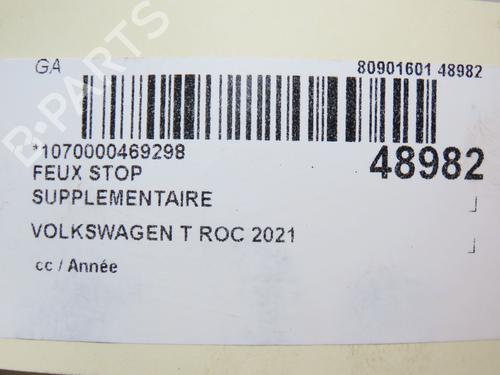 GA
80901601 48982
*1070000469298
48982
FEUX STOP
SUPPLEMENTAIRE
VOLKSWAGEN T ROC 2021
cc / Année
B-PARTS